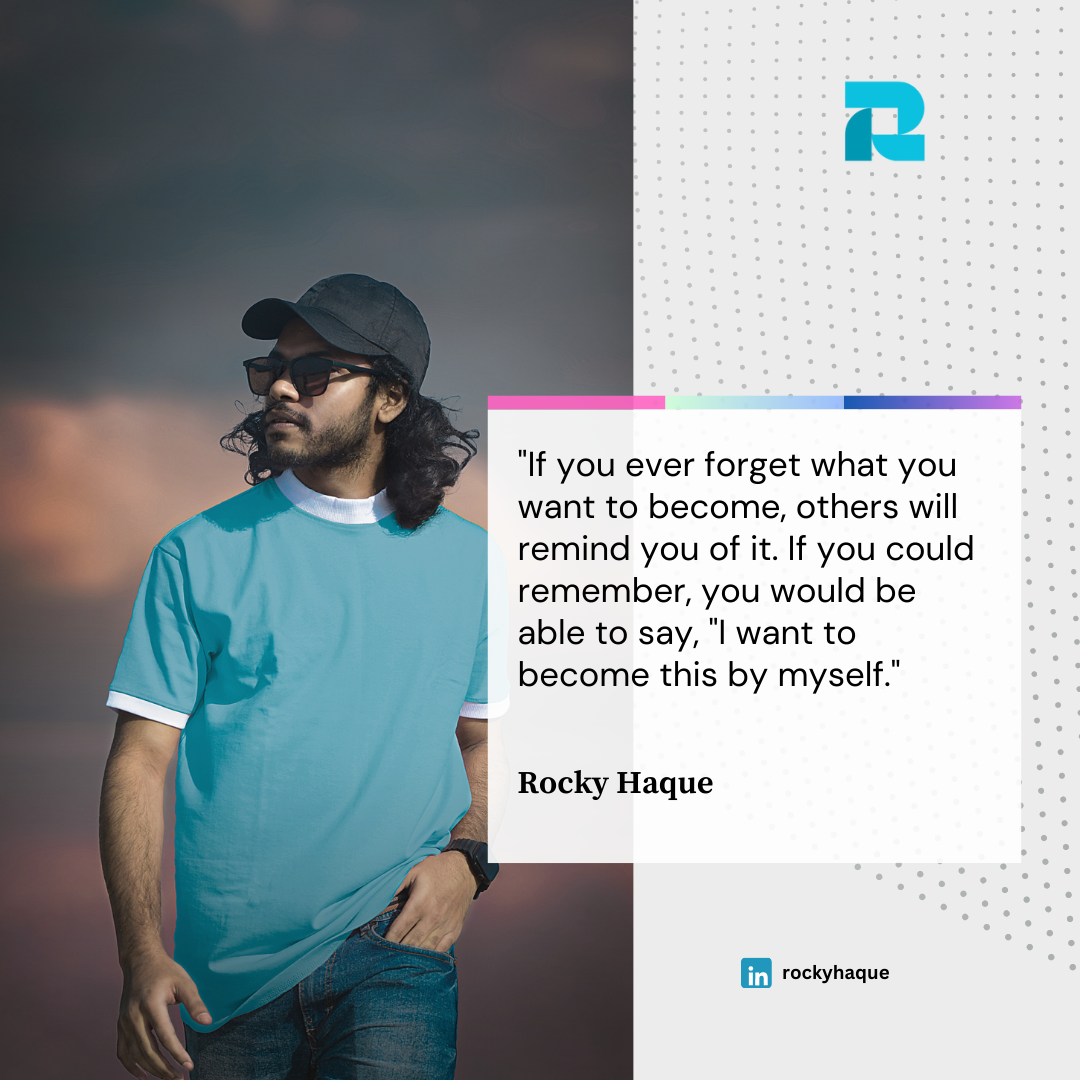 "If you ever forget what you
want to become, others will
remind you of it. If you could
remember, you would be
able to say, "I want to
become this by myself."
Rocky Haque
in rockyhaque